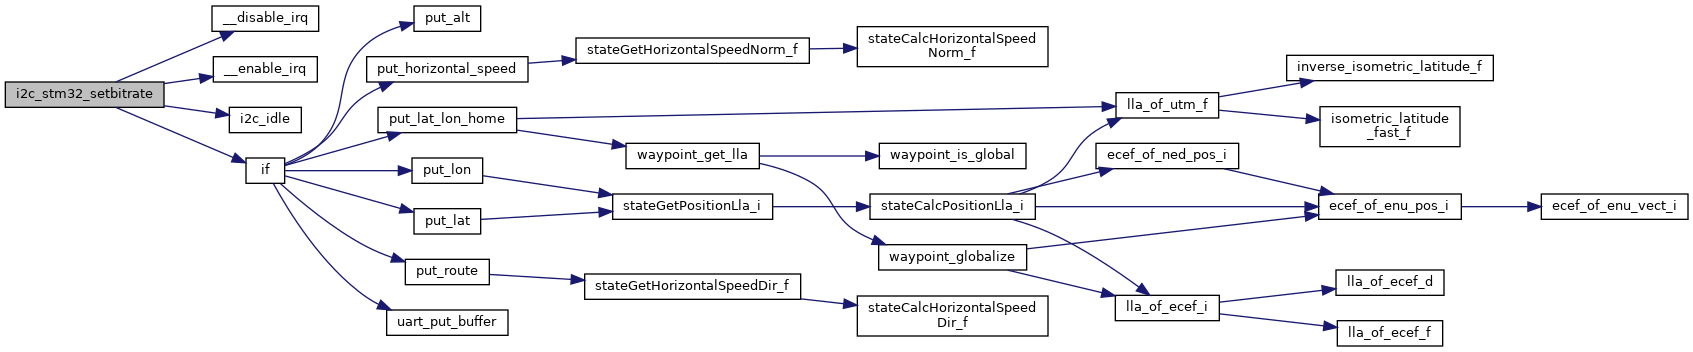 i2c_stm32_setbitrate
__disable_irq
__enable_irq
i2c_idle
if
put_alt
put_horizontal_speed
put_lat_lon_home
put_lon
put_lat
put_route
uart_put_buffer
stateGetHorizontalSpeedNorm_f
waypoint_get_lla
stateGetPositionLla_i
stateGetHorizontalSpeedDir_f
stateCalcHorizontalSpeed
Norm_f
waypoint_is_global
stateCalcPositionLla_i
waypoint_globalize
stateCalcHorizontalSpeed
Dir_f
lla_of_utm_f
ecef_of_ned_pos_i
lla_of_ecef_i
inverse_isometric_latitude_f
isometric_latitude
_fast_f
ecef_of_enu_pos_i
lla_of_ecef_d
lla_of_ecef_f
ecef_of_enu_vect_i